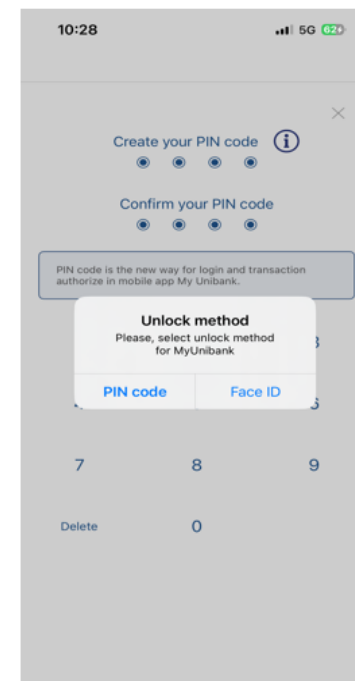 10:28 5G 62
Create your PIN code i
Confirm your PIN code
PIN code is the new way for login and transaction
authorize in mobile app My Unibank.
Unlock method
Please, select unlock method
for MyUnibank
PIN code Face ID
7 8 9
Delete 0